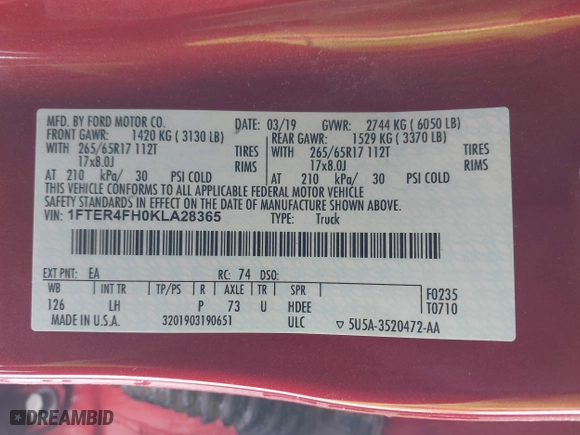 MFD. BY FORD MOTOR CO.
DATE: 03/19 GVWR: 2744 KG ( 6050 LB)
FRONT GAWR: 1420 KG ( 3130 LB) REAR GAWR: 1529 KG ( 3370 LB)
WITH 265/65R17 112T TIRES WITH 265/65R17 112T TIRES
17x8.0J RIMS 17x8.0J RIMS
AT 210 kPa/ 30 PSI COLD AT 210 kPa/ 30 PSI COLD
THIS VEHICLE CONFORMS TO ALL APPLICABLE FEDERAL MOTOR VEHICLE
SAFETY STANDARDS IN EFFECT ON THE DATE OF MANUFACTURE SHOWN ABOVE.
VIN: 1FTER4FH0KLA28365 TYPE: Truck
EXT PNT: EA RC: 74 DSO:
WB INT TR TP/PS R AXLE TR SPR F0235
126 LH P 73 U HDEE T0710
MADE IN U.S.A. 3201903190651 ULC ▽ 5U5A-3520472-AA
DREAMBID